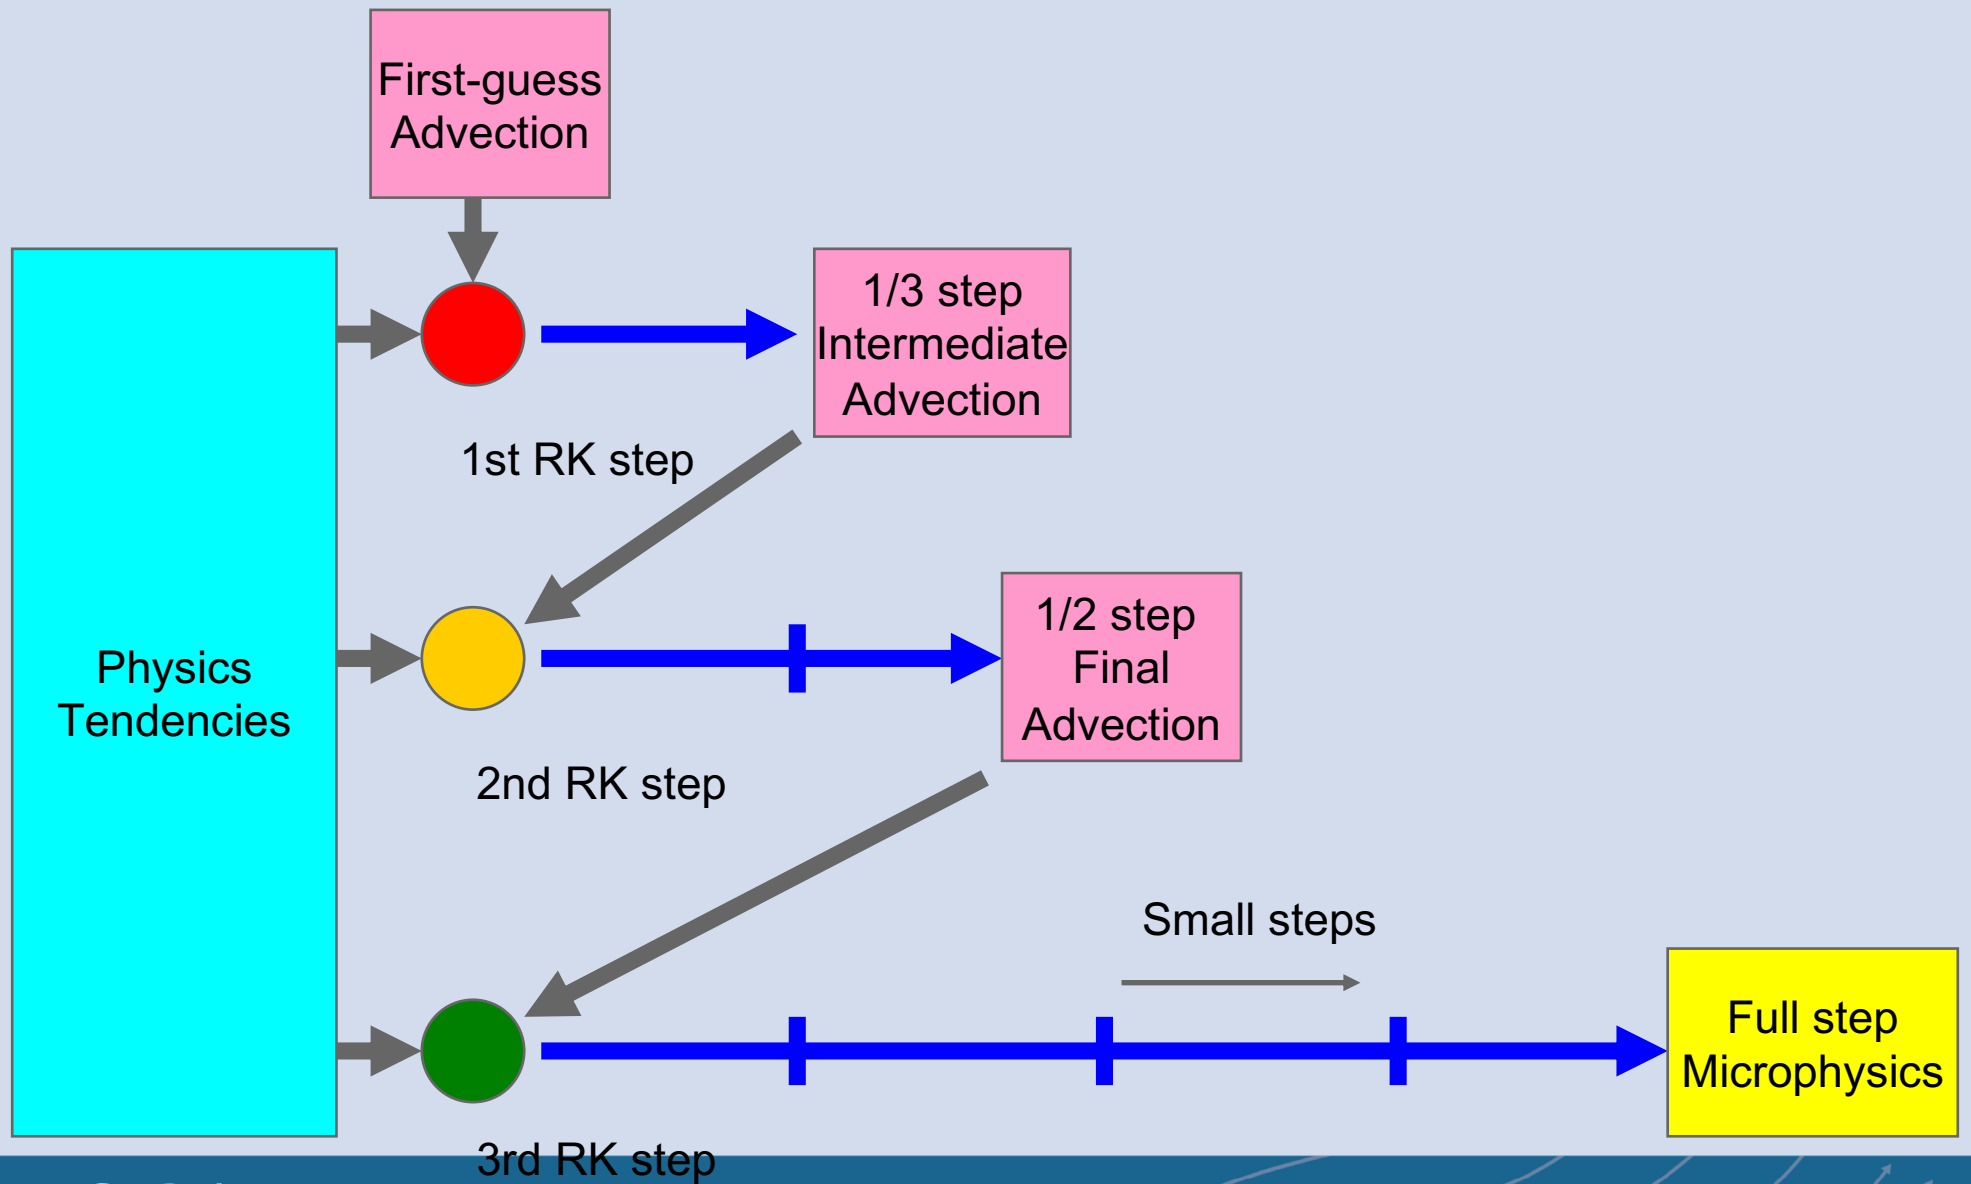 First-guess
Advection
1/3 step
Intermediate
Advection
1st RK step
1/2 step
Final
Advection
Physics
Tendencies
2nd RK step
Small steps
Full step
Microphysics
3rd RK step